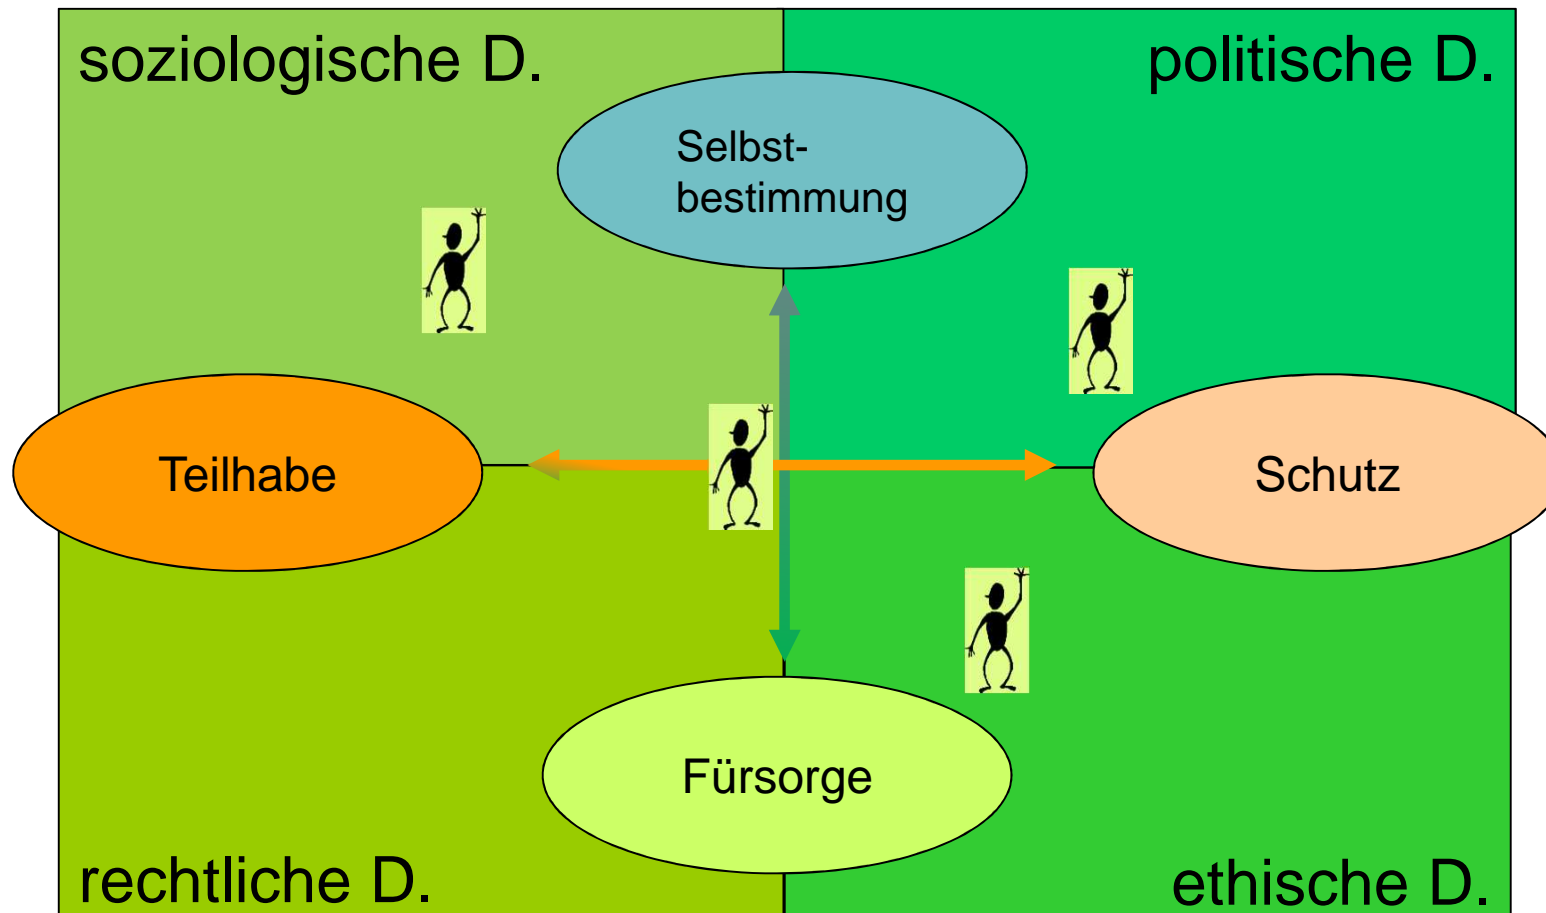 soziologische D.
politische D.
Selbst-
bestimmung
Teilhabe
Schutz
Fürsorge
rechtliche D.
ethische D.